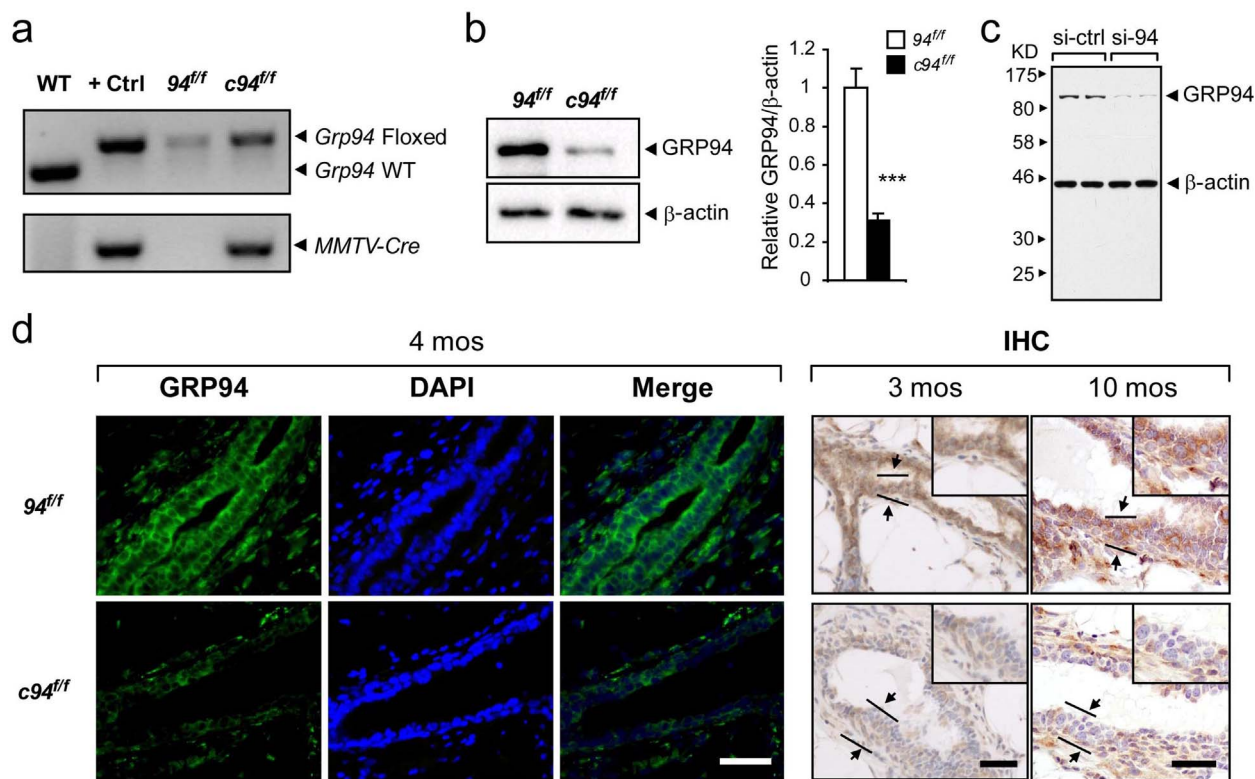 a
WT + Ctrl 94f/f c94f/f
Grp94 Floxed
Grp94 WT
MMTV-Cre
b
94f/f c94f/f
GRP94
β-actin
94f/f
c94f/f
Relative GRP94/β-actin
1.2
1
0.8
0.6
0.4
0.2
0
***
c
si-ctrl si-94
KD
175
80
58
46
30
25
GRP94
β-actin
d
4 mos
GRP94 DAPI Merge
IHC
3 mos 10 mos
94f/f
c94f/f